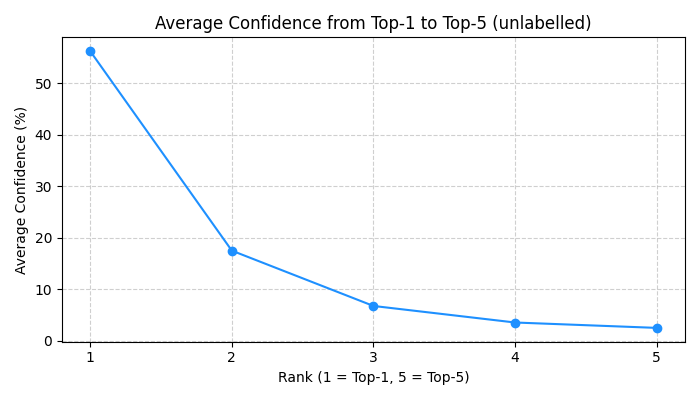 Average Confidence from Top-1 to Top-5 (unlabelled)
Average Confidence (%)
50
40
30
20
10
0
1 2 3 4 5
Rank (1 = Top-1, 5 = Top-5)